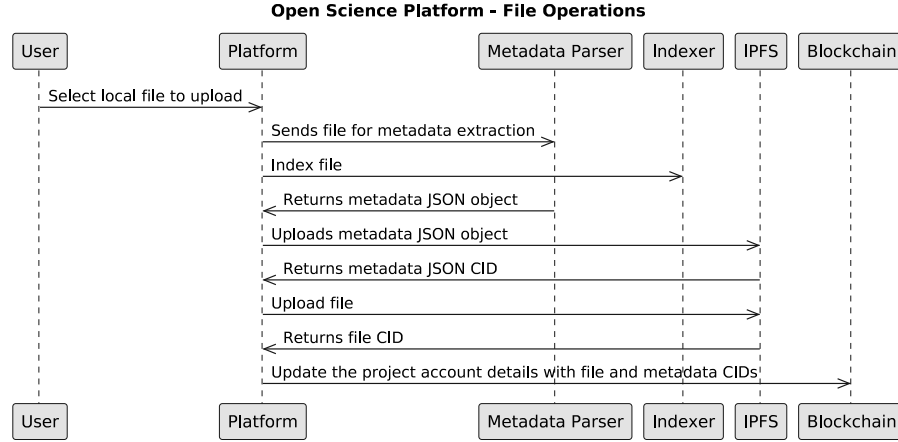 Open Science Platform - File Operations
User Platform Metadata Parser Indexer IPFS Blockchain
Select local file to upload
Sends file for metadata extraction
Index file
Returns metadata JSON object
Uploads metadata JSON object
Returns metadata JSON CID
Upload file
Returns file CID
Update the project account details with file and metadata CIDs
User Platform Metadata Parser Indexer IPFS Blockchain